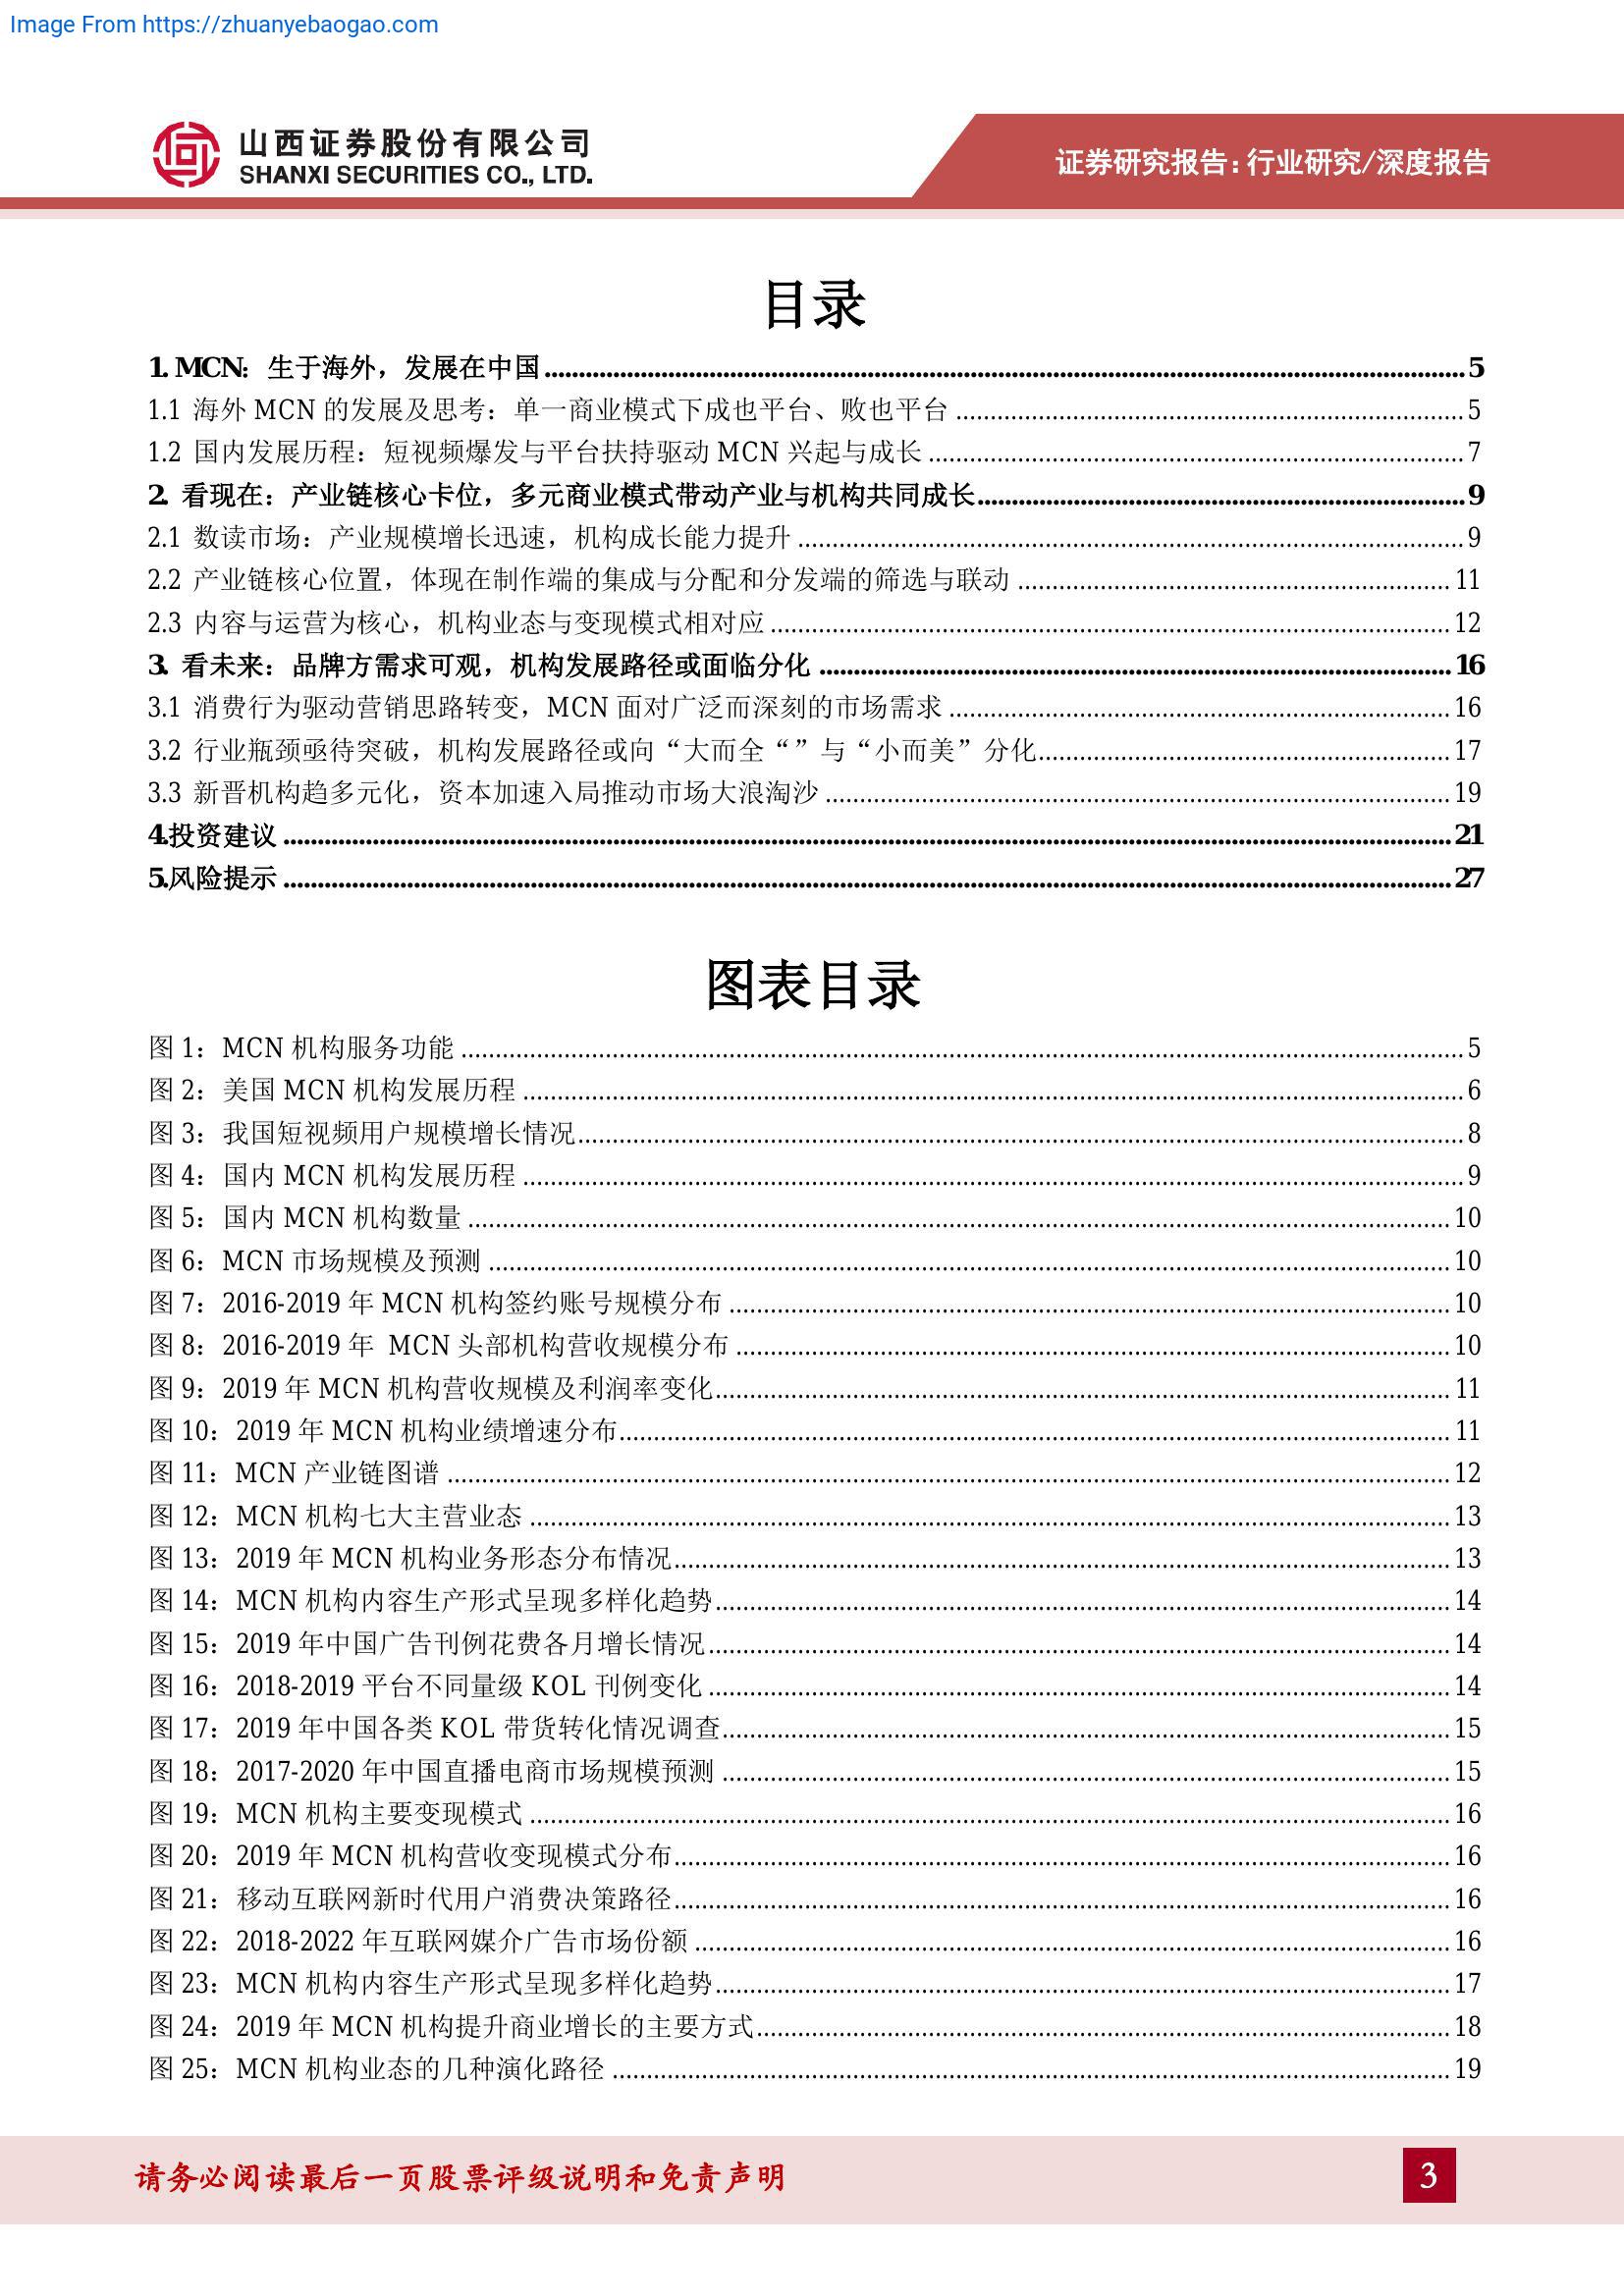 Image From https://zhuanyebaogao.com
山西证券股份有限公司
SHANXI SECURITIES CO., LTD.
证券研究报告:行业研究/深度报告
目录
1. MCN：生于海外，发展在中国........................................5
1.1 海外 MCN 的发展及思考：单一商业模式下成也平台、败也平台........................................5
1.2 国内发展历程：短视频爆发与平台扶持驱动 MCN 兴起与成长........................................7
2. 看现在：产业链核心卡位，多元商业模式带动产业与机构共同成长........................................9
2.1 数读市场：产业规模增长迅速，机构成长能力提升........................................9
2.2 产业链核心位置，体现在制作端的集成与分配和分发端的筛选与联动........................................11
2.3 内容与运营为核心，机构业态与变现模式相对应........................................12
3. 看未来：品牌方需求可观，机构发展路径或面临分化........................................16
3.1 消费行为驱动营销思路转变，MCN 面对广泛而深刻的市场需求........................................16
3.2 行业瓶颈亟待突破，机构发展路径或向“大而全“”与“小而美”分化........................................17
3.3 新晋机构趋多元化，资本加速入局推动市场大浪淘沙........................................19
4.投资建议........................................21
5.风险提示........................................27
图表目录
图 1：MCN 机构服务功能........................................5
图 2：美国 MCN 机构发展历程........................................6
图 3：我国短视频用户规模增长情况........................................8
图 4：国内 MCN 机构发展历程........................................9
图 5：国内 MCN 机构数量........................................10
图 6：MCN 市场规模及预测........................................10
图 7：2016-2019 年 MCN 机构签约账号规模分布........................................10
图 8：2016-2019 年 MCN 头部机构营收规模分布........................................10
图 9：2019 年 MCN 机构营收规模及利润率变化........................................11
图 10：2019 年 MCN 机构业绩增速分布........................................11
图 11：MCN 产业链图谱........................................12
图 12：MCN 机构七大主营业态........................................13
图 13：2019 年 MCN 机构业务形态分布情况........................................13
图 14：MCN 机构内容生产形式呈现多样化趋势........................................14
图 15：2019 年中国广告刊例花费各月增长情况........................................14
图 16：2018-2019 平台不同量级 KOL 刊例变化........................................14
图 17：2019 年中国各类 KOL 带货转化情况调查........................................15
图 18：2017-2020 年中国直播电商市场规模预测........................................15
图 19：MCN 机构主要变现模式........................................16
图 20：2019 年 MCN 机构营收变现模式分布........................................16
图 21：移动互联网新时代用户消费决策路径........................................16
图 22：2018-2022 年互联网媒介广告市场份额........................................16
图 23：MCN 机构内容生产形式呈现多样化趋势........................................17
图 24：2019 年 MCN 机构提升商业增长的主要方式........................................18
图 25：MCN 机构业态的几种演化路径........................................19
请务必阅读最后一页股票评级说明和免责声明
3